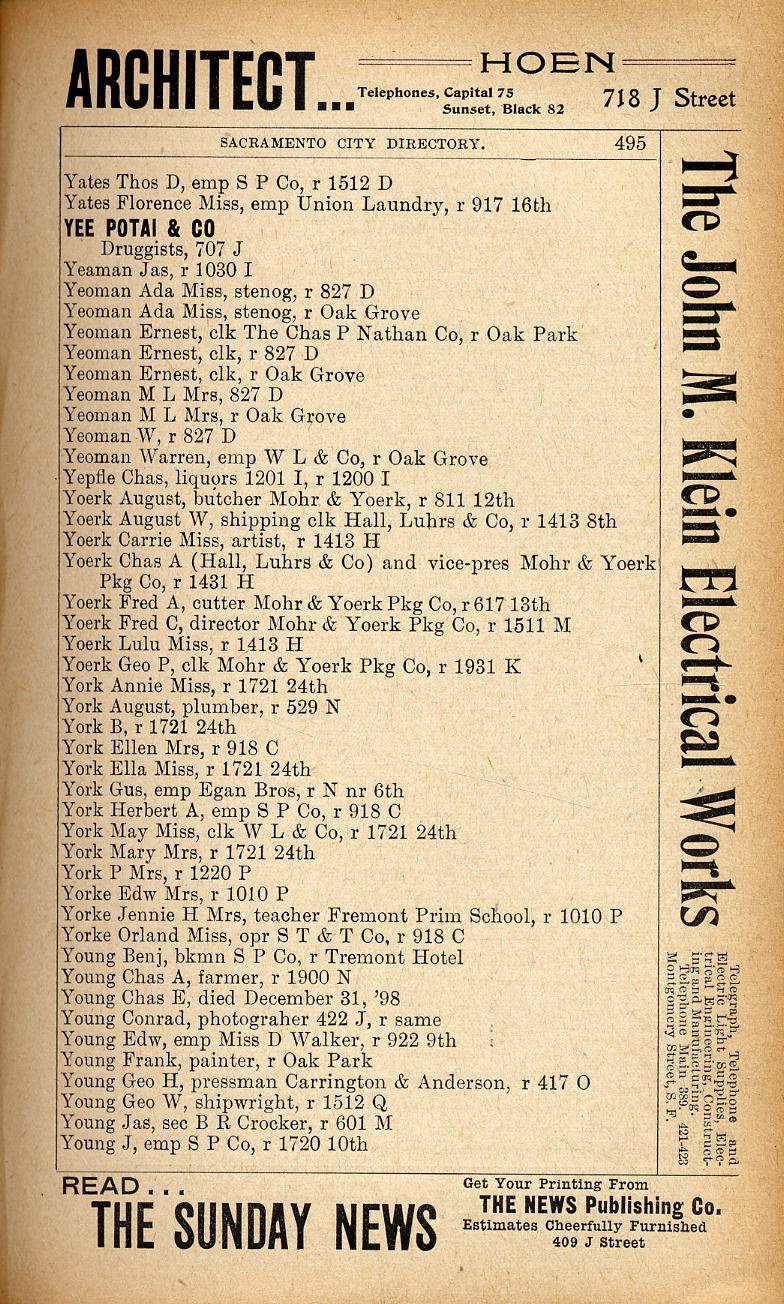 ARCHITECT... HOEN
Telephones, Capital 75
Sunset, Black 82
718 J Street
SACRAMENTO CITY DIRECTORY. 495
Yates Thos D, emp S P Co, r 1512 D
Yates Florence Miss, emp Union Laundry, r 917 16th
YEE POTAI & CO
Druggists, 707 J
Yeaman Jas, r 1030 I
Yeoman Ada Miss, stenog, r 827 D
Yeoman Ada Miss, stenog, r Oak Grove
Yeoman Ernest, clk The Chas P Nathan Co, r Oak Park
Yeoman Ernest, clk, r 827 D
Yeoman Ernest, clk, r Oak Grove
Yeoman M L Mrs, 827 D
Yeoman M L Mrs, r Oak Grove
Yeoman W, r 827 D
Yeoman Warren, emp W L & Co, r Oak Grove
Yepfle Chas, liquors 1201 I, r 1200 I
Yoerk August, butcher Mohr & Yoerk, r 811 12th
Yoerk August W, shipping clk Hall, Luhrs & Co, r 1413 8th
Yoerk Carrie Miss, artist, r 1413 H
Yoerk Chas A (Hall, Luhrs & Co) and vice-pres Mohr & Yoerk
Pkg Co, r 1431 H
Yoerk Fred A, cutter Mohr & Yoerk Pkg Co, r 617 13th
Yoerk Fred C, director Mohr & Yoerk Pkg Co, r 1511 M
Yoerk Lulu Miss, r 1413 H
Yoerk Geo P, clk Mohr & Yoerk Pkg Co, r 1931 K
York Annie Miss, r 1721 24th
York August, plumber, r 529 N
York B, r 1721 24th
York Ellen Mrs, r 918 C
York Ella Miss, r 1721 24th
York Gus, emp Egan Bros, r N nr 6th
York Herbert A, emp S P Co, r 918 C
York May Miss, clk W L & Co, r 1721 24th
York Mary Mrs, r 1721 24th
York P Mrs, r 1220 P
Yorke Edw Mrs, r 1010 P
Yorke Jennie H Mrs, teacher Fremont Prim School, r 1010 P
Yorke Orland Miss, opr S T & T Co, r 918 C
Young Benj, bkmn S P Co, r Tremont Hotel
Young Chas A, farmer, r 1900 N
Young Chas E, died December 31, '98
Young Conrad, photograher 422 J, r same
Young Edw, emp Miss D Walker, r 922 9th
Young Frank, painter, r Oak Park
Young Geo H, pressman Carrington & Anderson, r 417 O
Young Geo W, shipwright, r 1512 Q
Young Jas, sec B R Crocker, r 601 M
Young J, emp S P Co, r 1720 10th
The John M. Klein Electrical Works
Telegraph, Telephone and
Electric Light Supplies, Elec-
trical Engineering, Construct-
ing and Manufacturing.
Telephone Main 389. 421-423
Montgomery Street, S. F.
READ...
THE SUNDAY NEWS
Get Your Printing From
THE NEWS Publishing Co.
Estimates Cheerfully Furnished
409 J Street